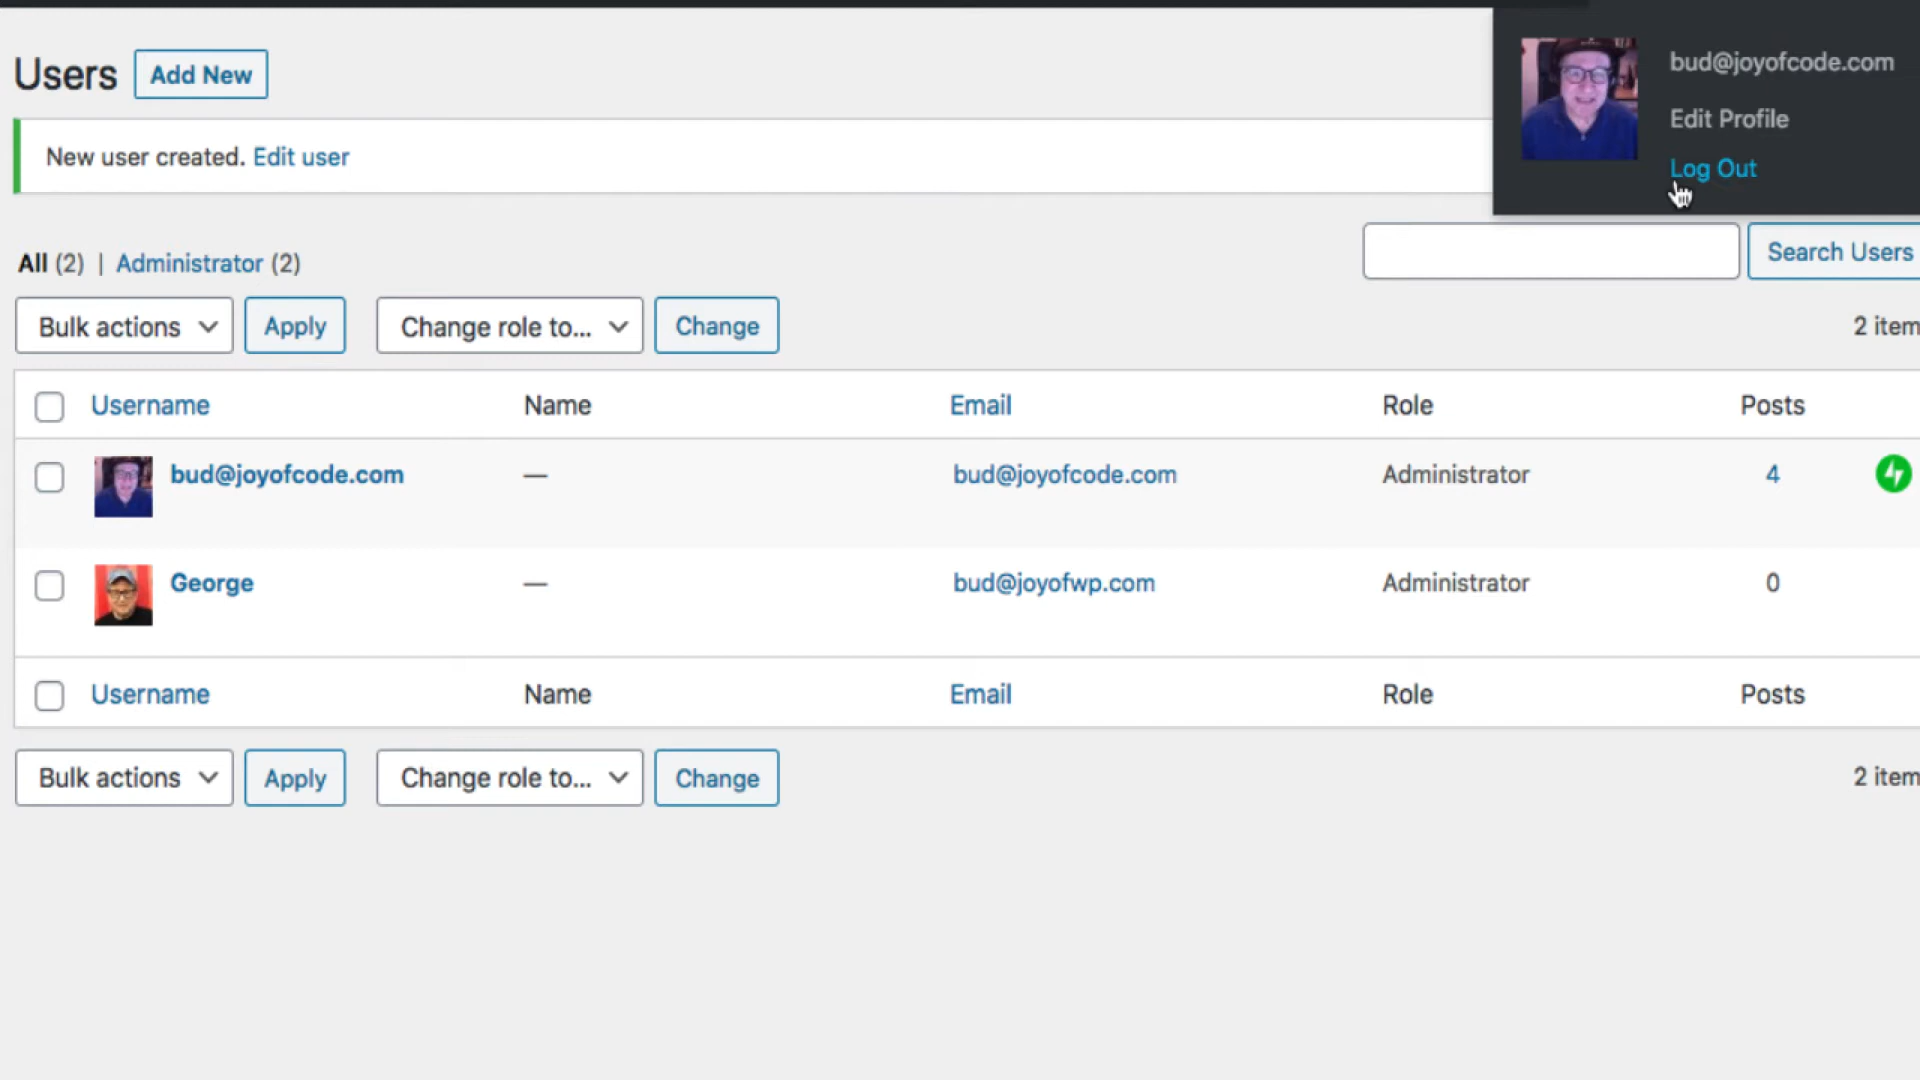 Users Add New
bud@joyofcode.com
Edit Profile
Log Out
New user created. Edit user
All (2) | Administrator (2)
Search Users
Bulk actions Apply Change role to... Change 2 item
Username Name Email Role Posts
bud@joyofcode.com — bud@joyofcode.com Administrator 4
George — bud@joyofwp.com Administrator 0
Username Name Email Role Posts
Bulk actions Apply Change role to... Change 2 item